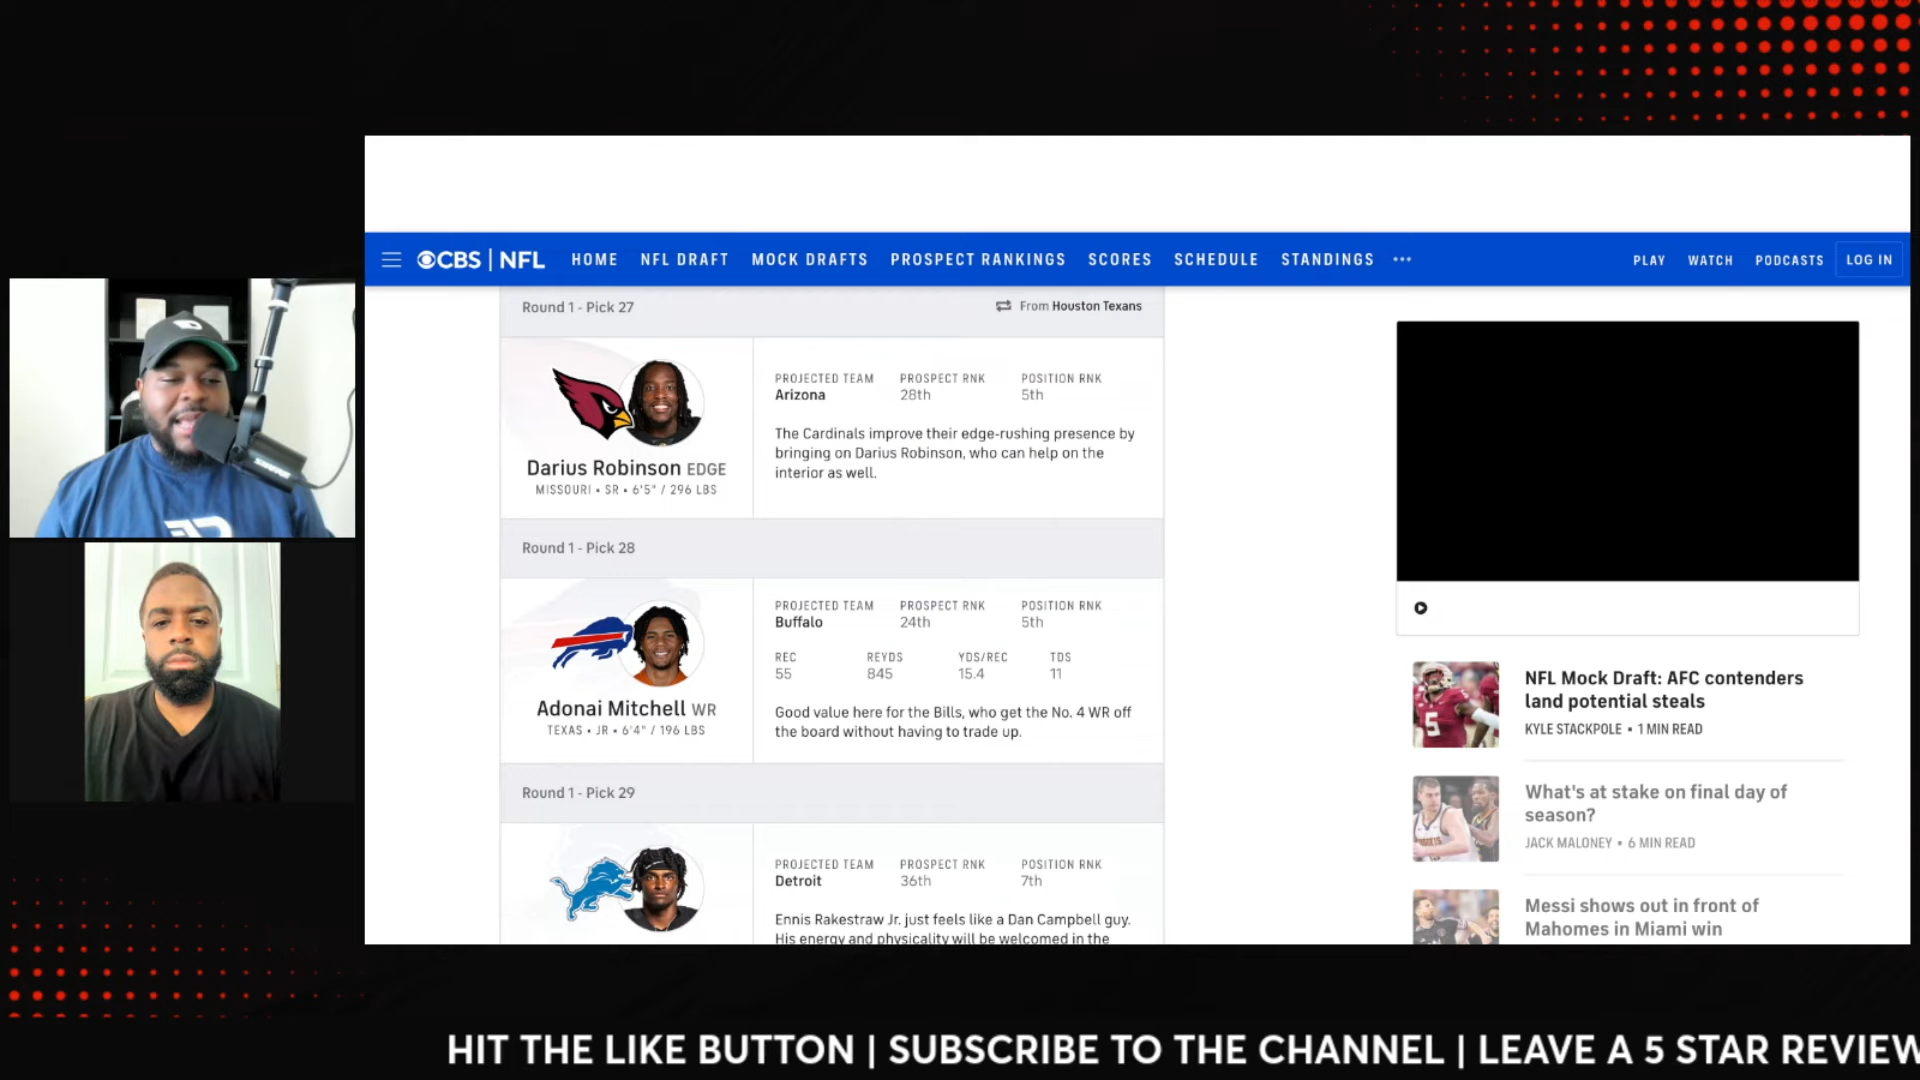 CBS | NFL HOME NFL DRAFT MOCK DRAFTS PROSPECT RANKINGS SCORES SCHEDULE STANDINGS ••• PLAY WATCH PODCASTS LOG IN
Round 1 - Pick 27
From Houston Texans
Darius Robinson EDGE
MISSOURI • SR • 6'5" / 296 LBS
PROJECTED TEAM PROSPECT RNK POSITION RNK
Arizona 28th 5th
The Cardinals improve their edge-rushing presence by
bringing on Darius Robinson, who can help on the
interior as well.
Round 1 - Pick 28
Adonai Mitchell WR
TEXAS • JR • 6'4" / 196 LBS
PROJECTED TEAM PROSPECT RNK POSITION RNK
Buffalo 24th 5th
REC REYDS YDS/REC TDS
55 845 15.4 11
Good value here for the Bills, who get the No. 4 WR off
the board without having to trade up.
Round 1 - Pick 29
PROJECTED TEAM PROSPECT RNK POSITION RNK
Detroit 36th 7th
Ennis Rakestraw Jr. just feels like a Dan Campbell guy.
His energy and physicality will be welcomed in the
NFL Mock Draft: AFC contenders
land potential steals
KYLE STACKPOLE • 1 MIN READ
What's at stake on final day of
season?
JACK MALONEY • 6 MIN READ
Messi shows out in front of
Mahomes in Miami win
SHURE
5
HIT THE LIKE BUTTON | SUBSCRIBE TO THE CHANNEL | LEAVE A 5 STAR REVIEW